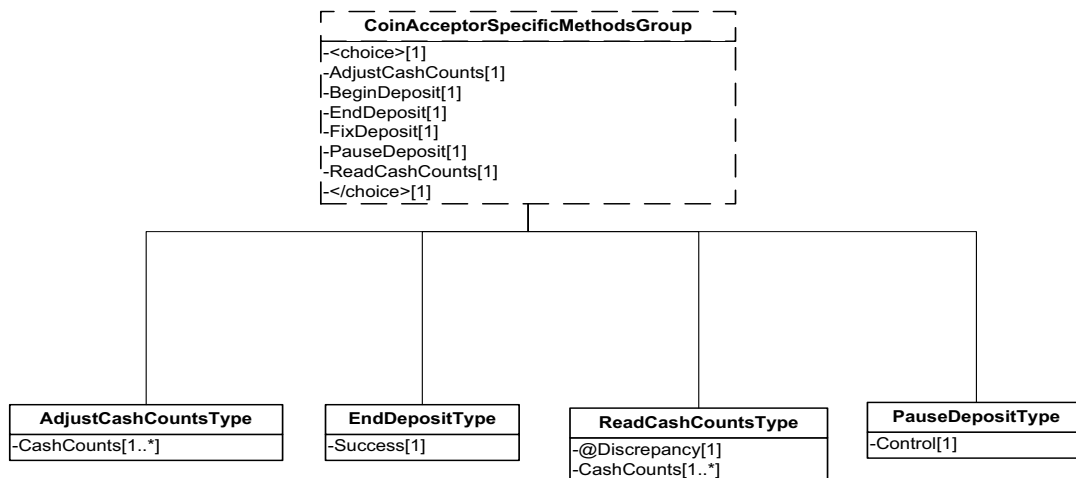 CoinAcceptorSpecificMethodsGroup
-<choice>[1]
-AdjustCashCounts[1]
-BeginDeposit[1]
-EndDeposit[1]
-FixDeposit[1]
-PauseDeposit[1]
-ReadCashCounts[1]
-</choice>[1]
AdjustCashCountsType
-CashCounts[1..*]
EndDepositType
-Success[1]
ReadCashCountsType
-@Discrepancy[1]
-CashCounts[1..*]
PauseDepositType
-Control[1]